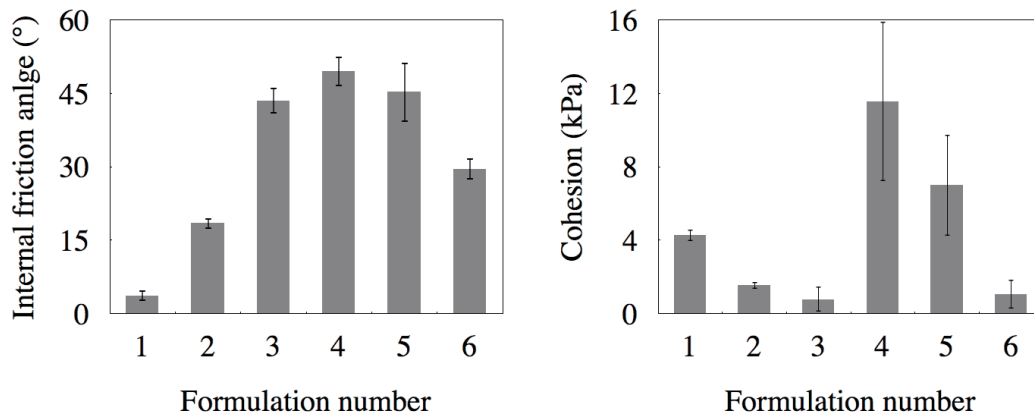 Internal friction anlge (°)
60
45
30
15
0
1 2 3 4 5 6
Formulation number
Cohesion (kPa)
16
12
8
4
0
1 2 3 4 5 6
Formulation number